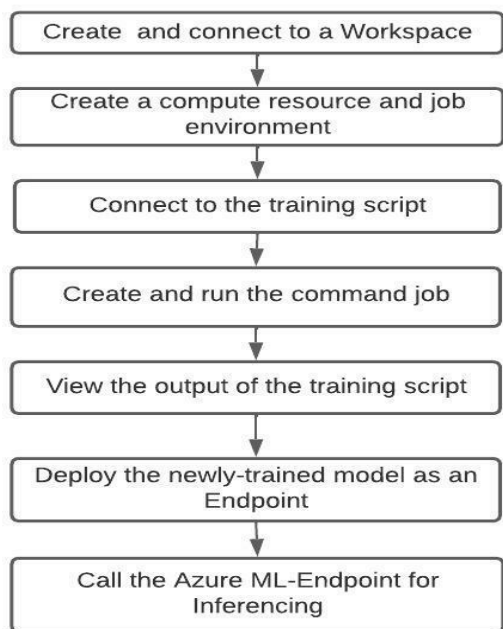 Create and connect to a Workspace
Create a compute resource and job
environment
Connect to the training script
Create and run the command job
View the output of the training script
Deploy the newly-trained model as an
Endpoint
Call the Azure ML-Endpoint for
Inferencing